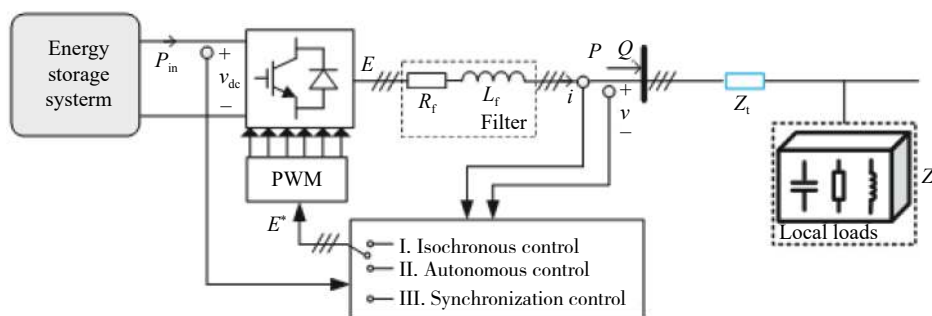 Energy
storage
systerm
P_in
+
v_dc
−
E
R_f
L_f
Filter
i
P
Q
+
v
−
Z_t
Z
Local loads
PWM
E*
I. Isochronous control
II. Autonomous control
III. Synchronization control